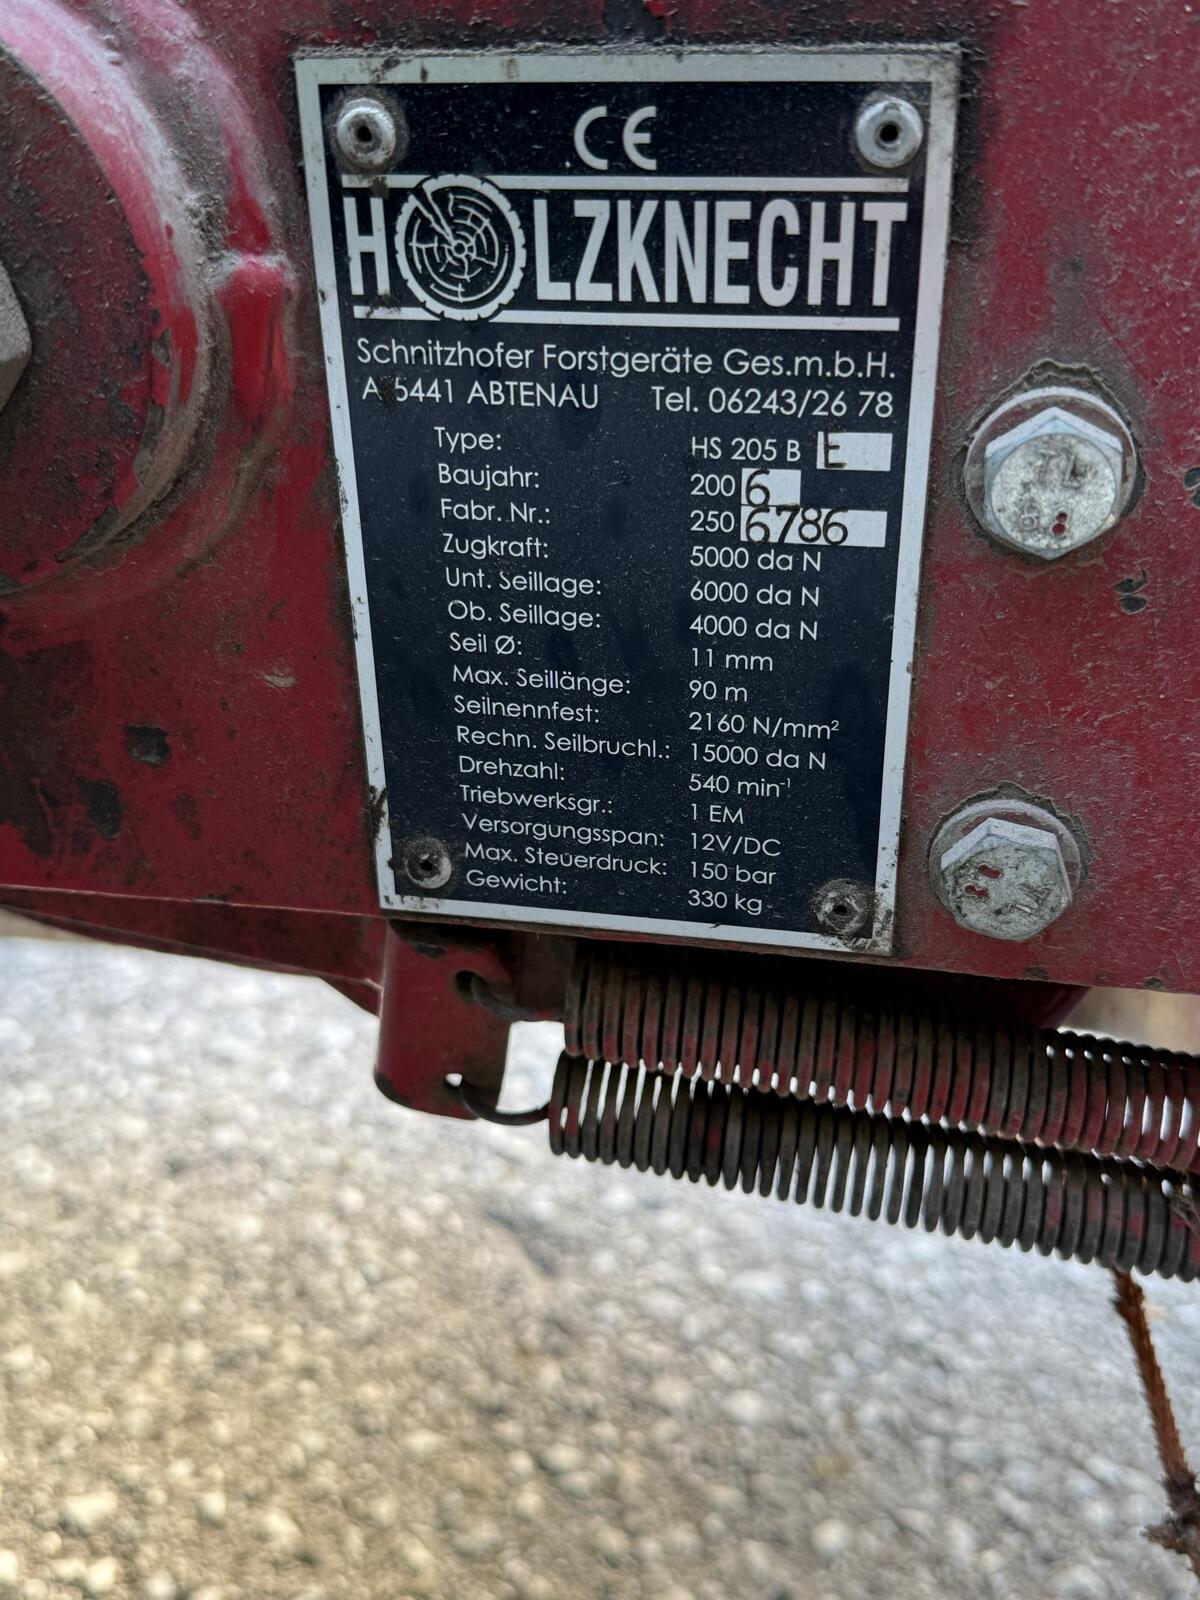 CE
HOLZKNECHT
Schnitzhofer Forstgeräte Ges.m.b.H.
A 5441 ABTENAU Tel. 06243/26 78
Type: HS 205 B E
Baujahr: 2006
Fabr. Nr.: 250 6786
Zugkraft: 5000 da N
Unt. Seillage: 6000 da N
Ob. Seillage: 4000 da N
Seil Ø: 11 mm
Max. Seillänge: 90 m
Seilnennfest: 2160 N/mm²
Rechn. Seilbruchl.: 15000 da N
Drehzahl: 540 min⁻¹
Triebwerksgr.: 1 EM
Versorgungsspan: 12V/DC
Max. Steuerdruck: 150 bar
Gewicht: 330 kg